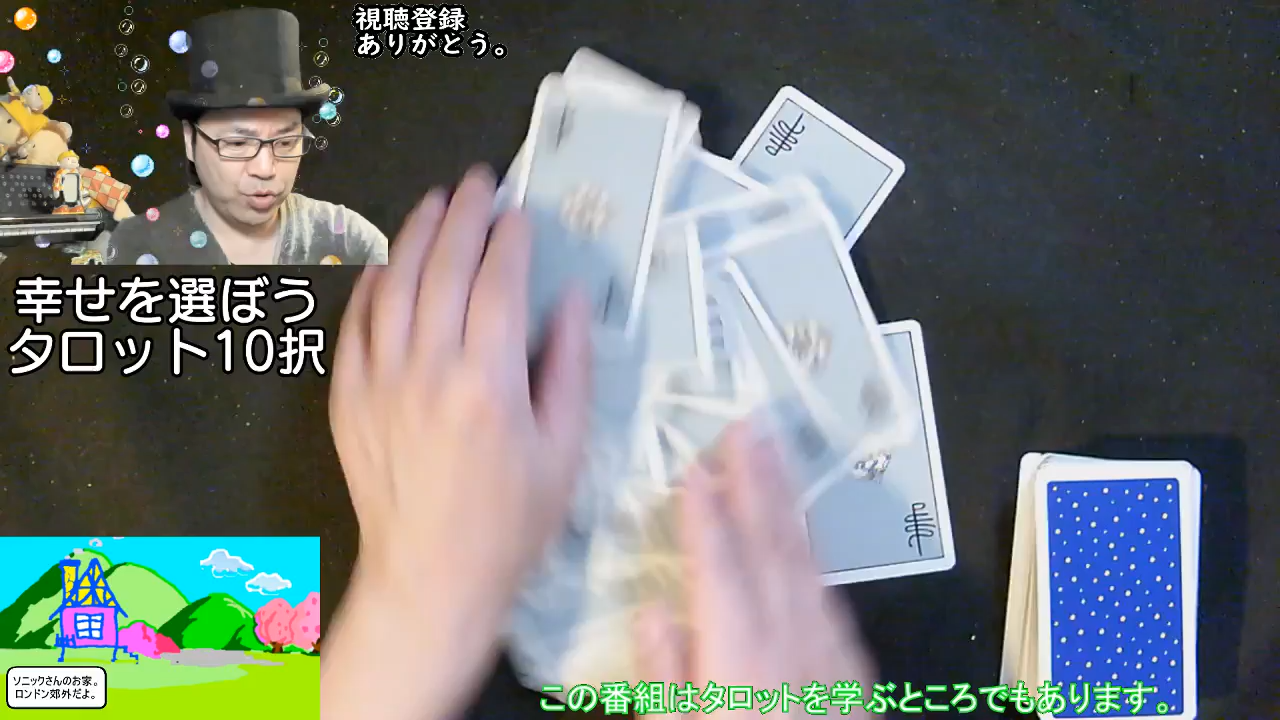 視聴登録
ありがとう。
幸せを選ぼう
タロット10択
ソニックさんのお家。
ロンドン郊外だよ。
この番組はタロットを学ぶところでもあります。